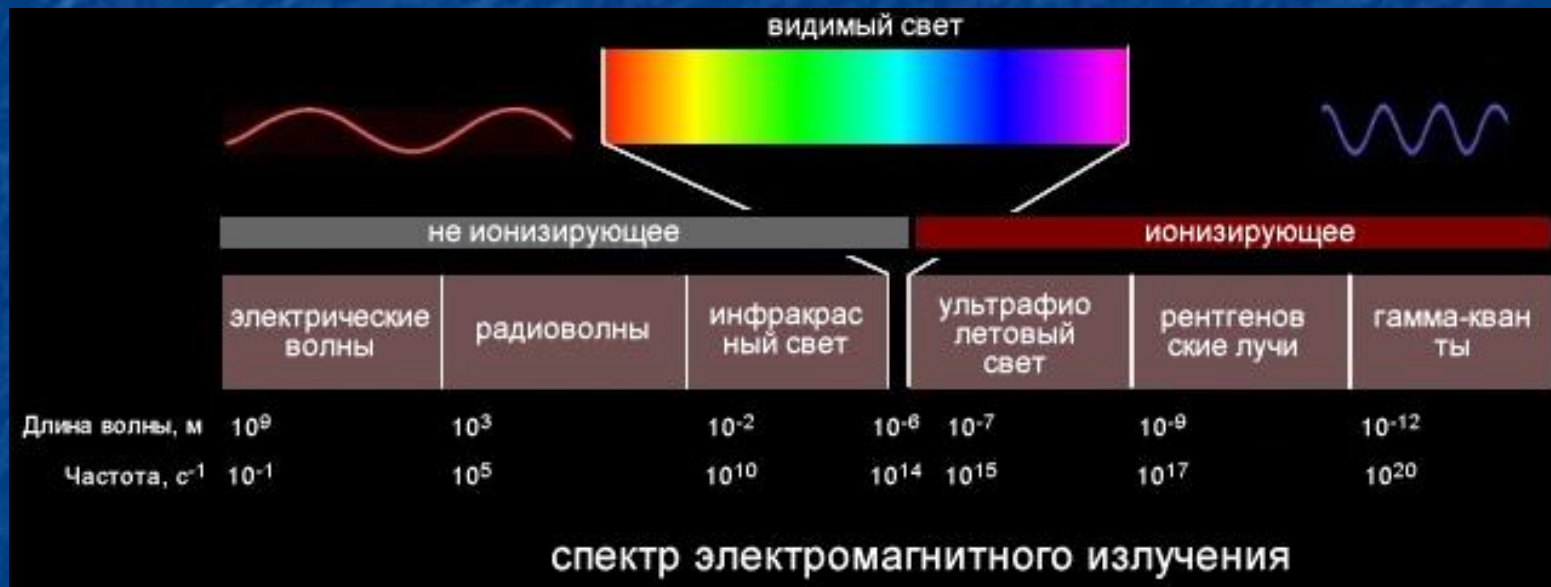 видимый свет
не ионизирующее ионизирующее
электрические
волны
радиоволны
инфракрас
ный свет
ультрафио
летовый
свет
рентгенов
ские лучи
гамма-кван
ты
Длина волны, м 10⁹ 10³ 10⁻² 10⁻⁶ 10⁻⁷ 10⁻⁹ 10⁻¹²
Частота, с⁻¹ 10⁻¹ 10⁵ 10¹⁰ 10¹⁴ 10¹⁵ 10¹⁷ 10²⁰
спектр электромагнитного излучения